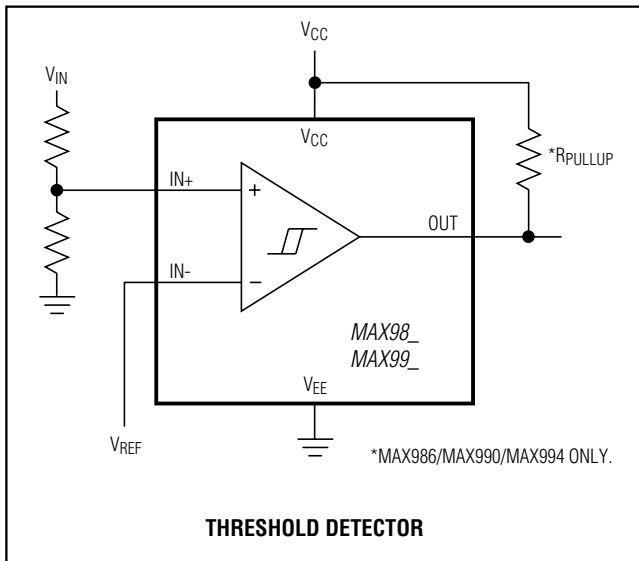 VCC
VIN
VCC
*RPULLUP
IN+
+
OUT
IN-
−
MAX98_
MAX99_
VEE
VREF
*MAX986/MAX990/MAX994 ONLY.
THRESHOLD DETECTOR